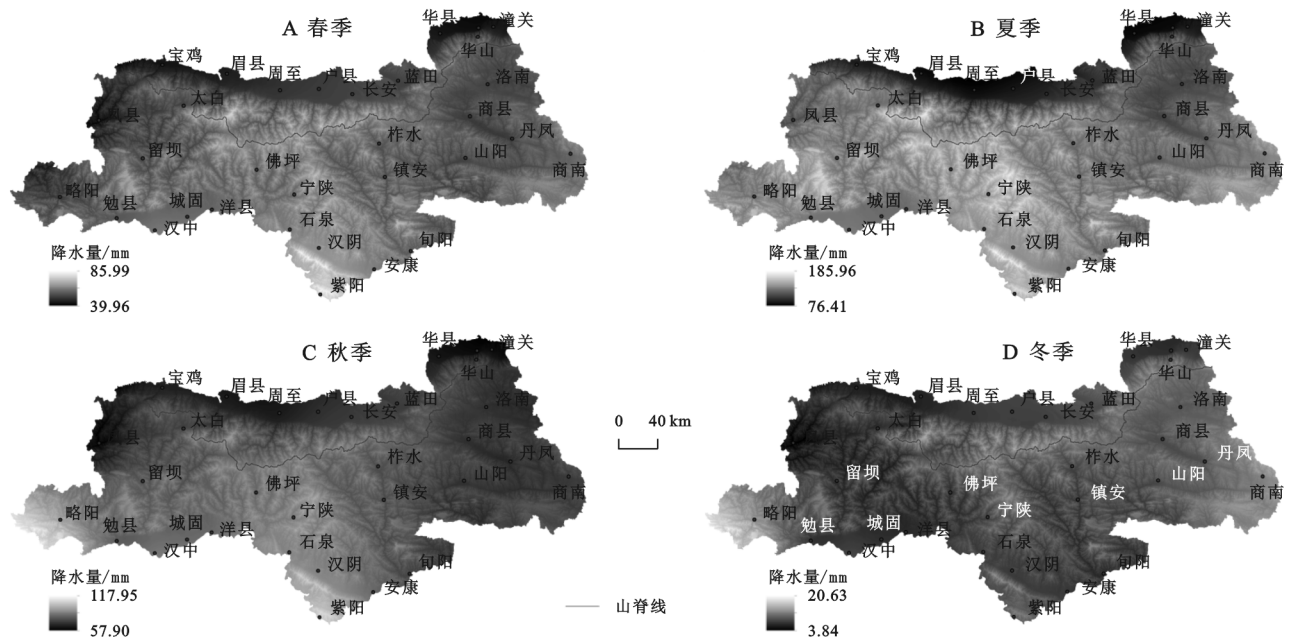 A 春季
华县
潼关
华山
宝鸡
眉县
周至
户县
蓝田
洛南
长安
太白
商县
凤县
丹凤
柞水
留坝
佛坪
山阳
商南
镇安
略阳
宁陕
勉县
城固
洋县
汉中
石泉
旬阳
汉阴
安康
紫阳
降水量/mm
85.99
39.96
B 夏季
华县
潼关
华山
宝鸡
眉县
周至
户县
蓝田
洛南
长安
太白
商县
凤县
丹凤
柞水
留坝
佛坪
山阳
商南
镇安
略阳
宁陕
勉县
城固
洋县
汉中
石泉
旬阳
汉阴
安康
紫阳
降水量/mm
185.96
76.41
C 秋季
华县
潼关
华山
宝鸡
眉县
周至
户县
蓝田
洛南
长安
太白
商县
县
丹凤
柞水
留坝
佛坪
山阳
商南
镇安
略阳
宁陕
勉县
城固
洋县
汉中
石泉
旬阳
汉阴
安康
紫阳
降水量/mm
117.95
57.90
0 40 km
山脊线
D 冬季
华县
潼关
华山
宝鸡
眉县
周至
户县
蓝田
洛南
长安
太白
商县
县
丹凤
柞水
留坝
佛坪
山阳
商南
镇安
略阳
宁陕
勉县
城固
洋县
汉中
石泉
旬阳
汉阴
安康
紫阳
降水量/mm
20.63
3.84